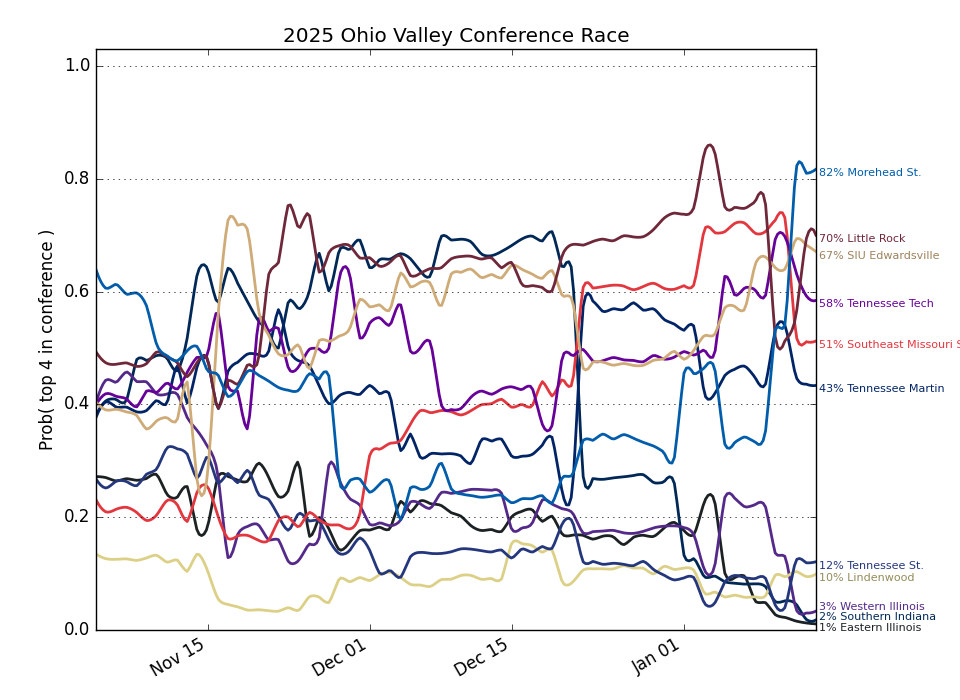 2025 Ohio Valley Conference Race
Prob( top 4 in conference )
1.0
0.8
0.6
0.4
0.2
0.0
Nov 15
Dec 01
Dec 15
Jan 01
82% Morehead St.
70% Little Rock
67% SIU Edwardsville
58% Tennessee Tech
51% Southeast Missouri S
43% Tennessee Martin
12% Tennessee St.
10% Lindenwood
3% Western Illinois
2% Southern Indiana
1% Eastern Illinois